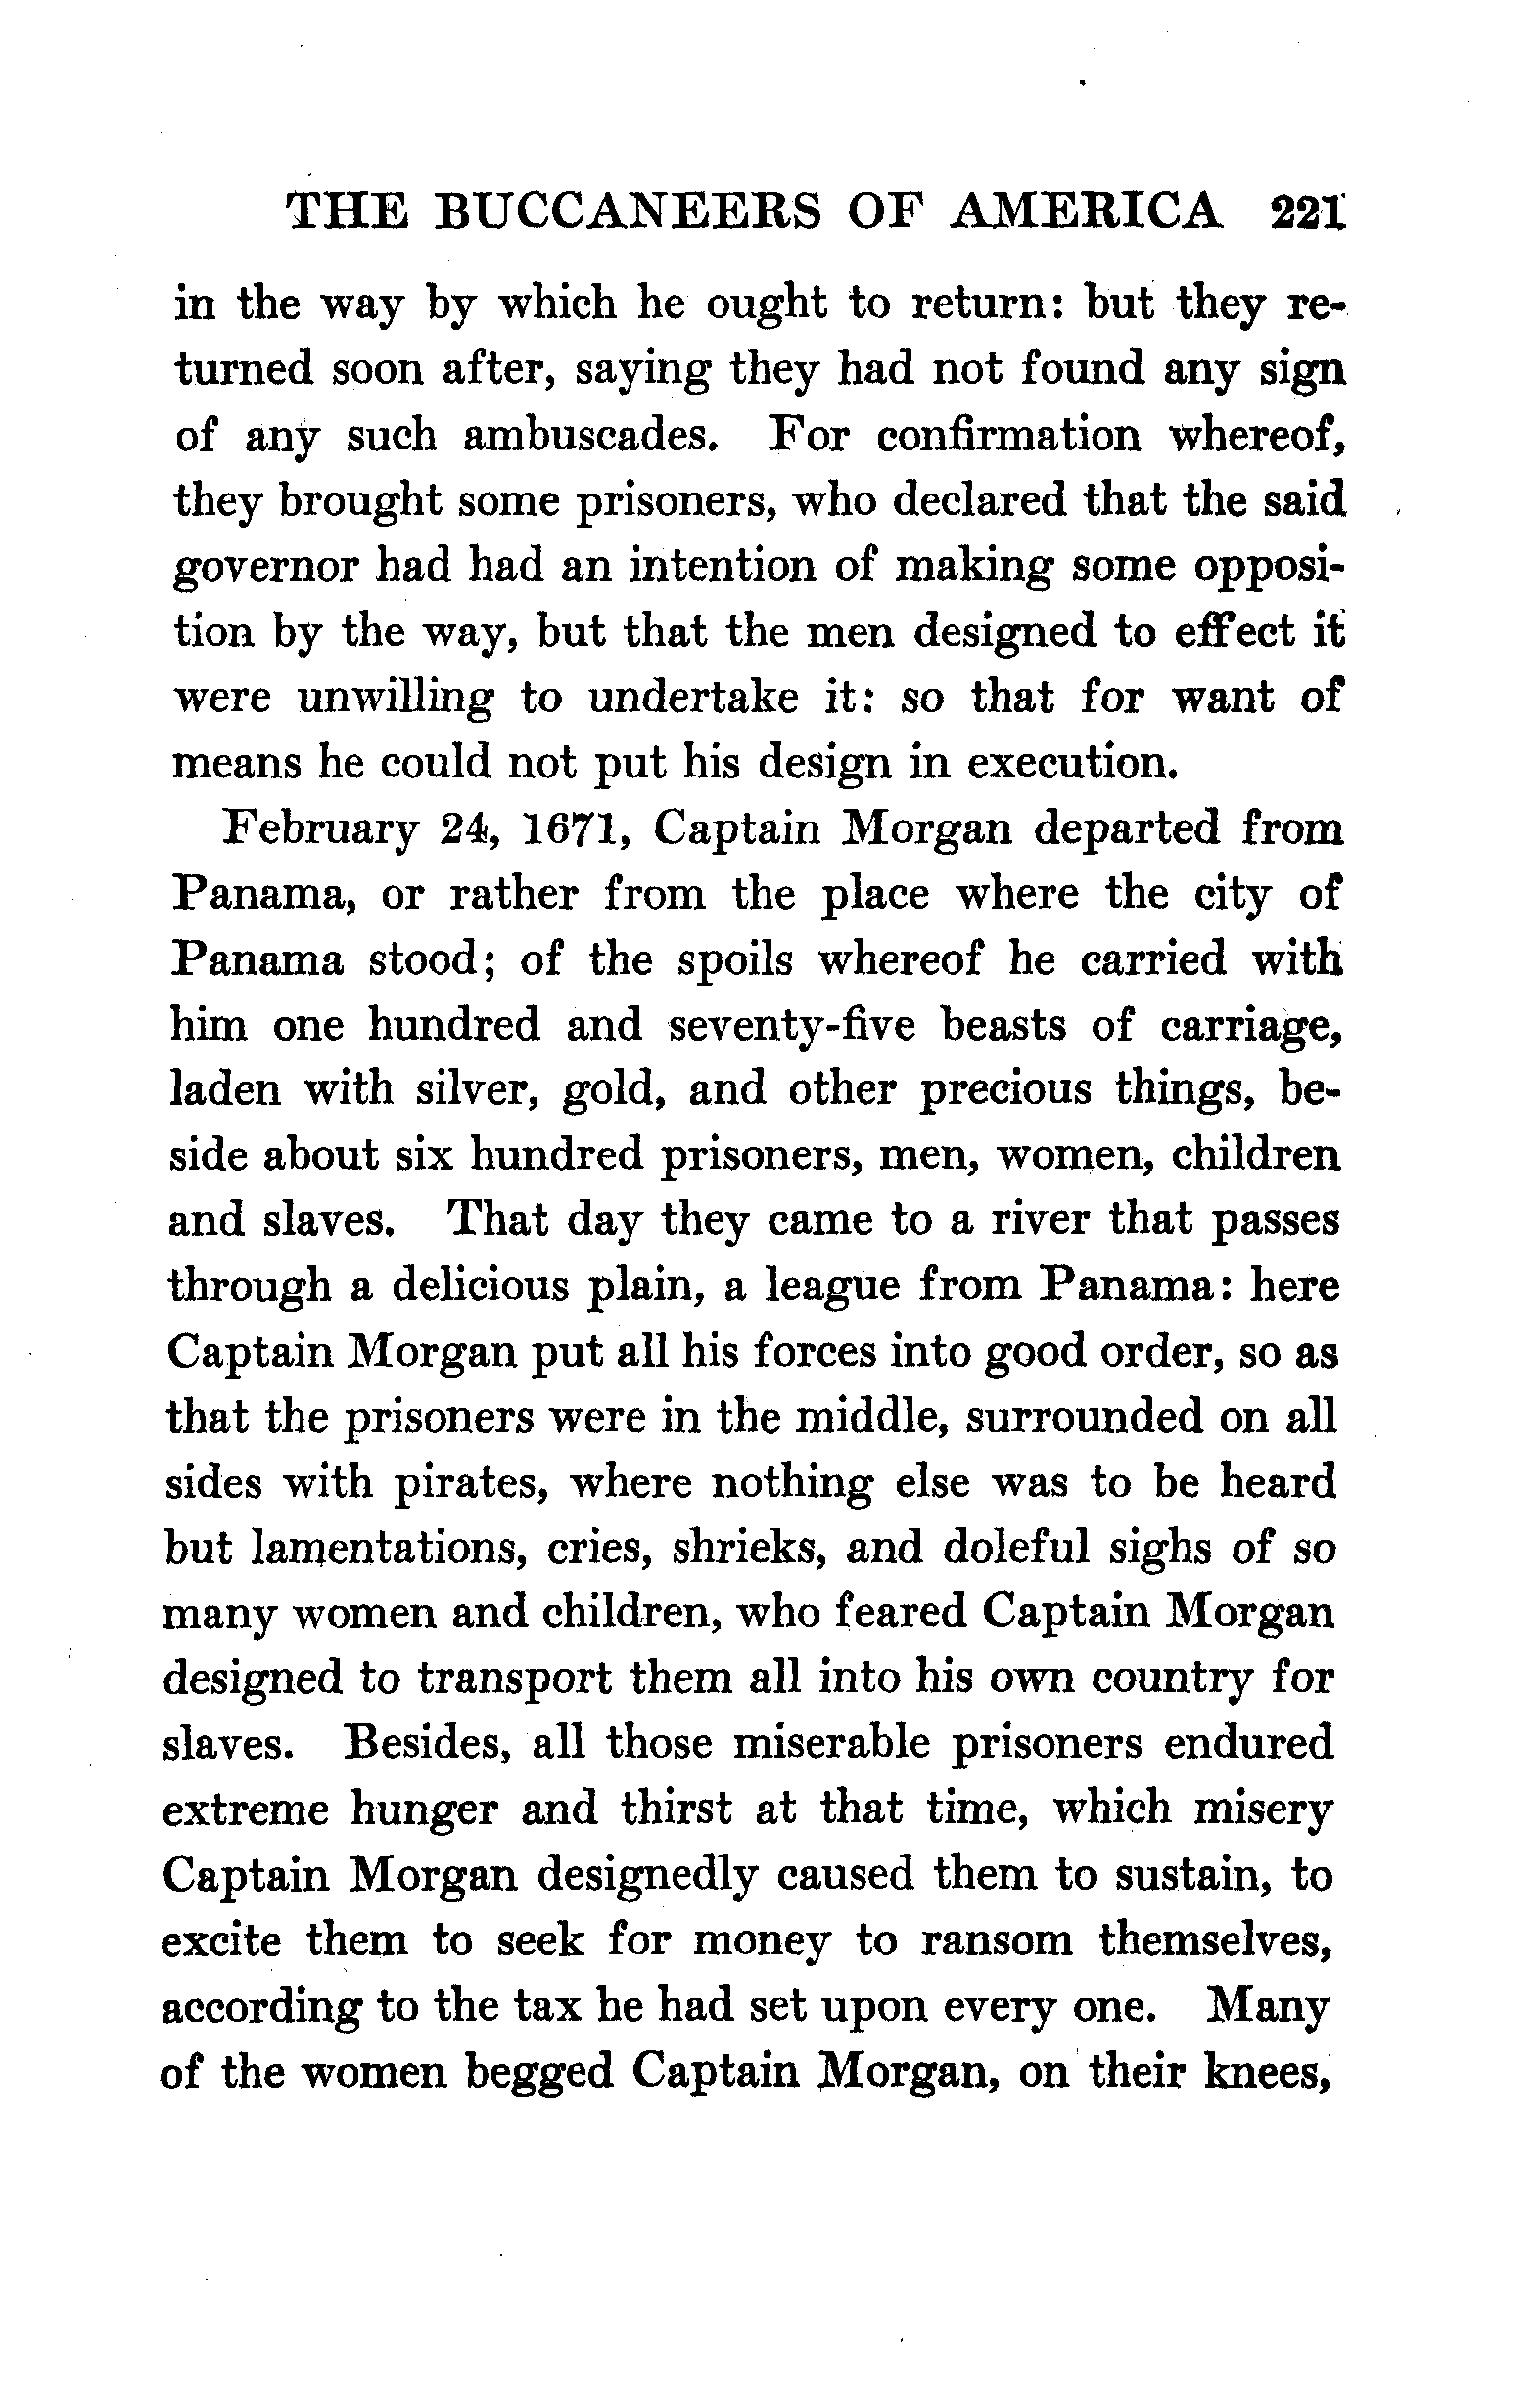 THE BUCCANEERS OF AMERICA 221
in the way by which he ought to return: but they re-
turned soon after, saying they had not found any sign
of any such ambuscades. For confirmation whereof,
they brought some prisoners, who declared that the said
governor had had an intention of making some opposi-
tion by the way, but that the men designed to effect it
were unwilling to undertake it: so that for want of
means he could not put his design in execution.
February 24, 1671, Captain Morgan departed from
Panama, or rather from the place where the city of
Panama stood; of the spoils whereof he carried with
him one hundred and seventy-five beasts of carriage,
laden with silver, gold, and other precious things, be-
side about six hundred prisoners, men, women, children
and slaves. That day they came to a river that passes
through a delicious plain, a league from Panama: here
Captain Morgan put all his forces into good order, so as
that the prisoners were in the middle, surrounded on all
sides with pirates, where nothing else was to be heard
but lamentations, cries, shrieks, and doleful sighs of so
many women and children, who feared Captain Morgan
designed to transport them all into his own country for
slaves. Besides, all those miserable prisoners endured
extreme hunger and thirst at that time, which misery
Captain Morgan designedly caused them to sustain, to
excite them to seek for money to ransom themselves,
according to the tax he had set upon every one. Many
of the women begged Captain Morgan, on their knees,